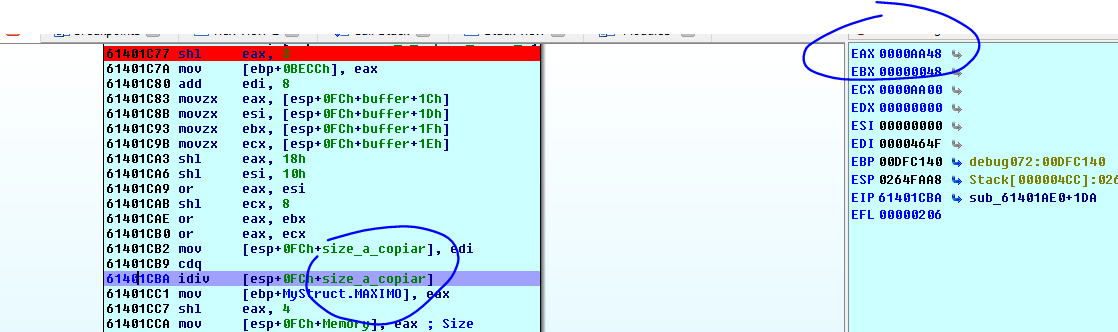 61401C77 shl eax, 3
61401C7A mov [ebp+0BECCh], eax
61401C80 add edi, 8
61401C83 movzx eax, [esp+0FCh+buffer+1Ch]
61401C8B movzx esi, [esp+0FCh+buffer+1Dh]
61401C93 movzx ebx, [esp+0FCh+buffer+1Fh]
61401C9B movzx ecx, [esp+0FCh+buffer+1Eh]
61401CA3 shl eax, 18h
61401CA6 shl esi, 10h
61401CA9 or eax, esi
61401CAB shl ecx, 8
61401CAE or eax, ebx
61401CB0 or eax, ecx
61401CB2 mov [esp+0FCh+size_a_copiar], edi
61401CB9 cdq
61401CBA idiv [esp+0FCh+size_a_copiar]
61401CC1 mov [ebp+MyStruct.MAXIMO], eax
61401CC7 shl eax, 4
61401CCA mov [esp+0FCh+Memory], eax ; Size
EAX 0000AA48
EBX 00000048
ECX 0000AA00
EDX 00000000
ESI 00000000
EDI 0000464F
EBP 00DFC140 debug072:00DFC140
ESP 0264FAA8 Stack[000004CC]:026
EIP 61401CBA sub_61401AE0+1DA
EFL 00000206